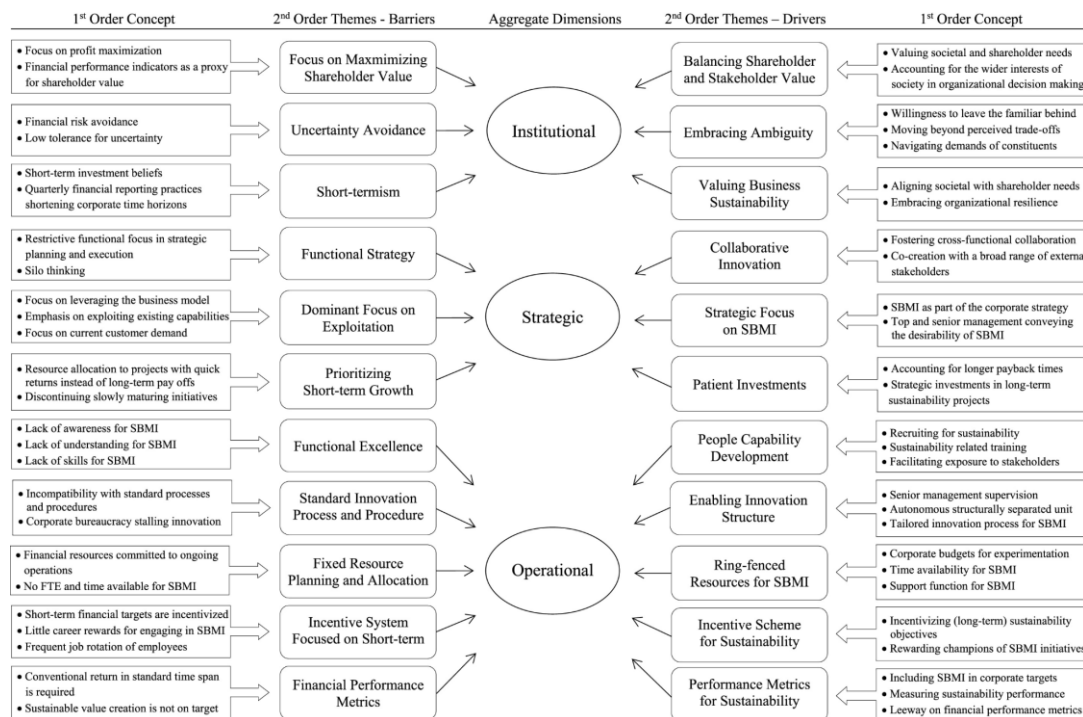 1st Order Concept
2nd Order Themes - Barriers
Aggregate Dimensions
2nd Order Themes – Drivers
1st Order Concept
• Focus on profit maximization
• Financial performance indicators as a proxy
for shareholder value
Focus on Maxmimizing
Shareholder Value
Balancing Shareholder
and Stakeholder Value
• Valuing societal and shareholder needs
• Accounting for the wider interests of
society in organizational decision making
• Financial risk avoidance
• Low tolerance for uncertainty
Uncertainty Avoidance
Institutional
Embracing Ambiguity
• Willingness to leave the familiar behind
• Moving beyond perceived trade-offs
• Navigating demands of constituents
• Short-term investment beliefs
• Quarterly financial reporting practices
shortening corporate time horizons
Short-termism
Valuing Business
Sustainability
• Aligning societal with shareholder needs
• Embracing organizational resilience
• Restrictive functional focus in strategic
planning and execution
• Silo thinking
Functional Strategy
Collaborative
Innovation
• Fostering cross-functional collaboration
• Co-creation with a broad range of external
stakeholders
• Focus on leveraging the business model
• Emphasis on exploiting existing capabilities
• Focus on current customer demand
Dominant Focus on
Exploitation
Strategic
Strategic Focus
on SBMI
• SBMI as part of the corporate strategy
• Top and senior management conveying
the desirability of SBMI
• Resource allocation to projects with quick
returns instead of long-term pay offs
• Discontinuing slowly maturing initiatives
Prioritizing
Short-term Growth
Patient Investments
• Accounting for longer payback times
• Strategic investments in long-term
sustainability projects
• Lack of awareness for SBMI
• Lack of understanding for SBMI
• Lack of skills for SBMI
Functional Excellence
People Capability
Development
• Recruiting for sustainability
• Sustainability related training
• Facilitating exposure to stakeholders
• Incompatibility with standard processes
and procedures
• Corporate bureaucracy stalling innovation
Standard Innovation
Process and Procedure
Enabling Innovation
Structure
• Senior management supervision
• Autonomous structurally separated unit
• Tailored innovation process for SBMI
• Financial resources committed to ongoing
operations
• No FTE and time available for SBMI
Fixed Resource
Planning and Allocation
Operational
Ring-fenced
Resources for SBMI
• Corporate budgets for experimentation
• Time availability for SBMI
• Support function for SBMI
• Short-term financial targets are incentivized
• Little career rewards for engaging in SBMI
• Frequent job rotation of employees
Incentive System
Focused on Short-term
Incentive Scheme
for Sustainability
• Incentivizing (long-term) sustainability
objectives
• Rewarding champions of SBMI initiatives
• Conventional return in standard time span
is required
• Sustainable value creation is not on target
Financial Performance
Metrics
Performance Metrics
for Sustainability
• Including SBMI in corporate targets
• Measuring sustainability performance
• Leeway on financial performance metrics